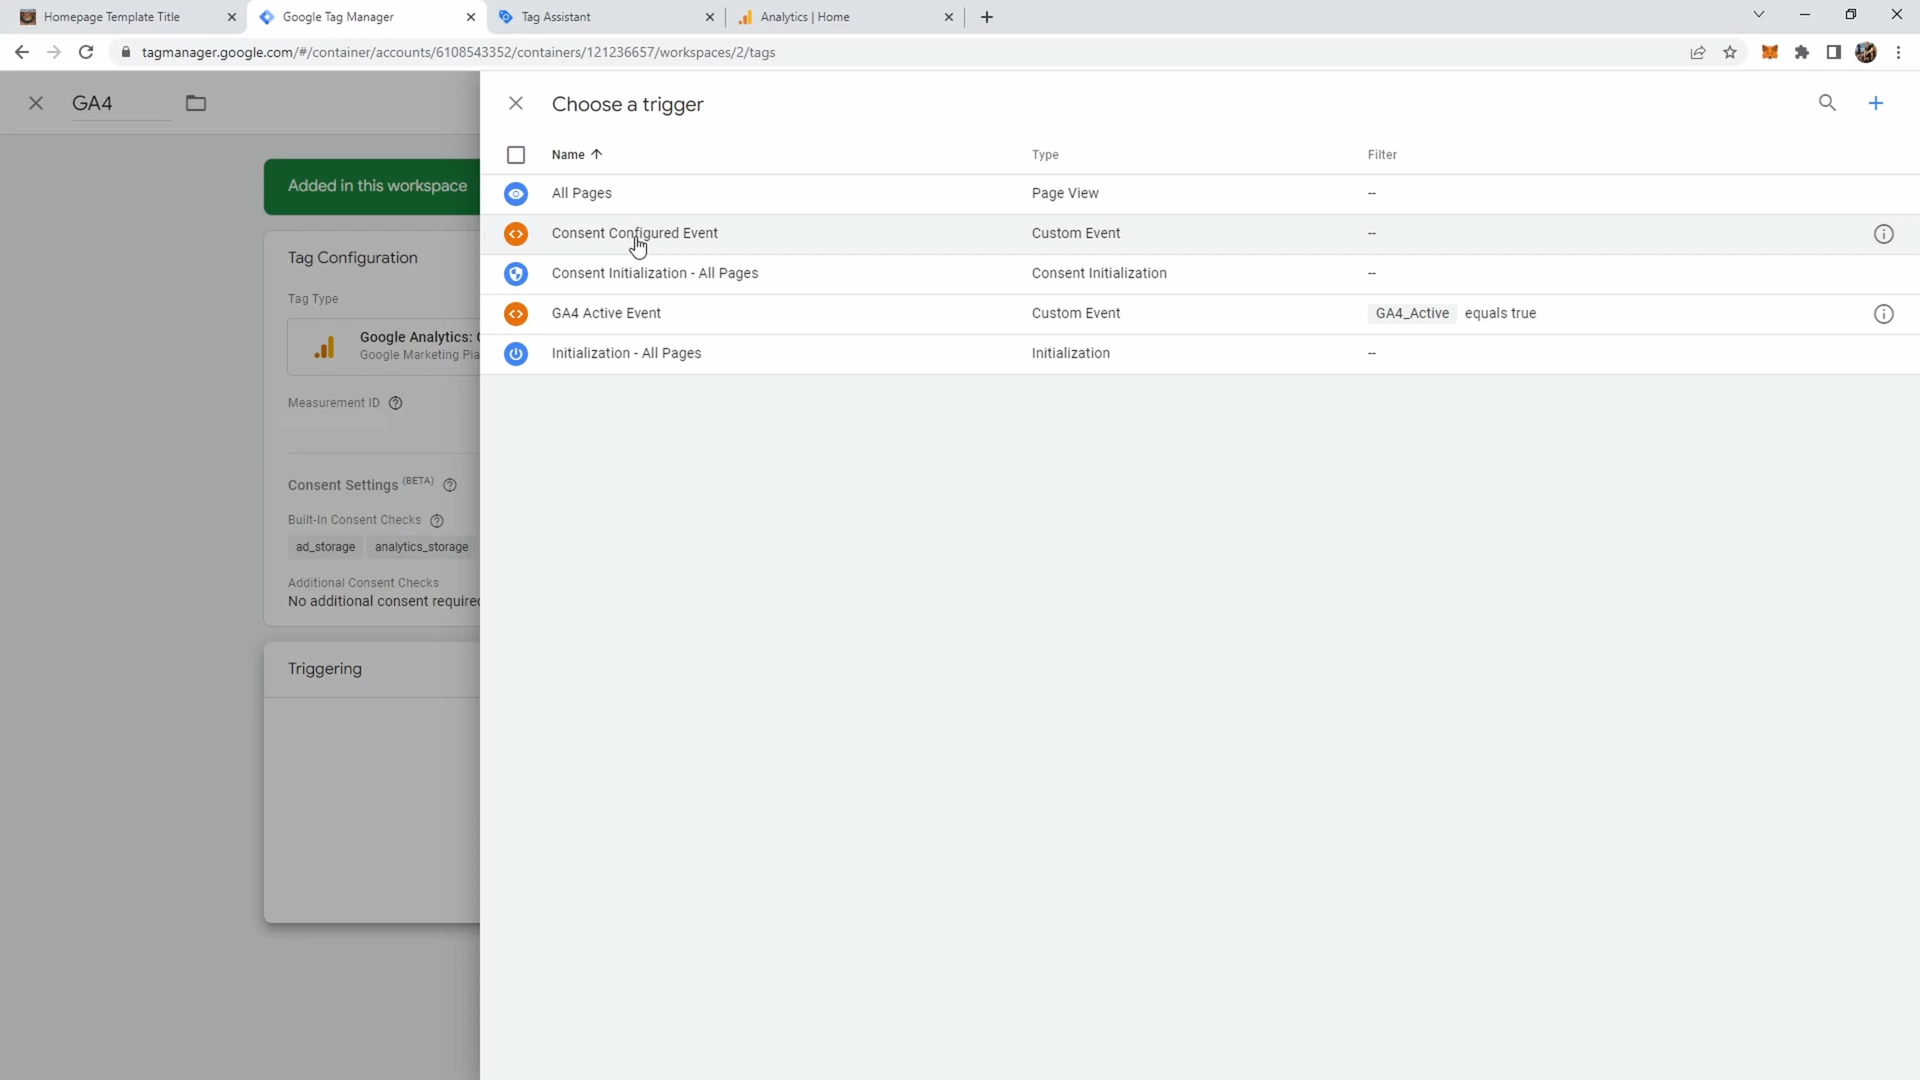 Homepage Template Title
Google Tag Manager
Tag Assistant
Analytics | Home
tagmanager.google.com/#/container/accounts/6108543352/containers/121236657/workspaces/2/tags
GA4
Choose a trigger
Name
Type
Filter
All Pages
Page View
--
Consent Configured Event
Custom Event
--
Consent Initialization - All Pages
Consent Initialization
--
GA4 Active Event
Custom Event
GA4_Active equals true
Initialization - All Pages
Initialization
--
Added in this workspace
Tag Configuration
Tag Type
Google Analytics:
Google Marketing Pla
Measurement ID
Consent Settings (BETA)
Built-In Consent Checks
ad_storage analytics_storage
Additional Consent Checks
No additional consent required
Triggering